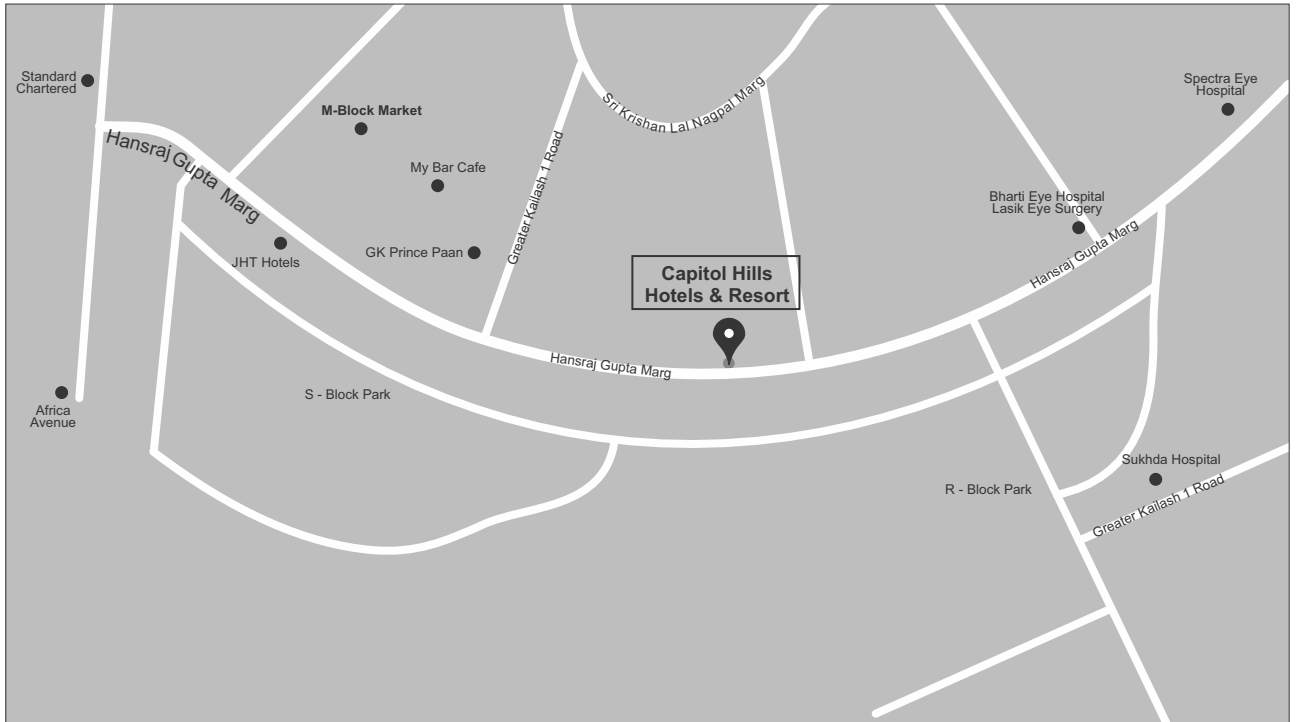 Standard
Chartered
Spectra Eye
Hospital
Sri Krishan Lal Nagpal Marg
M-Block Market
Hansraj Gupta Marg
Greater Kailash 1 Road
My Bar Cafe
Bharti Eye Hospital
Lasik Eye Surgery
GK Prince Paan
JHT Hotels
Hansraj Gupta Marg
Capitol Hills
Hotels & Resort
Hansraj Gupta Marg
S - Block Park
Africa
Avenue
Sukhda Hospital
R - Block Park
Greater Kailash 1 Road